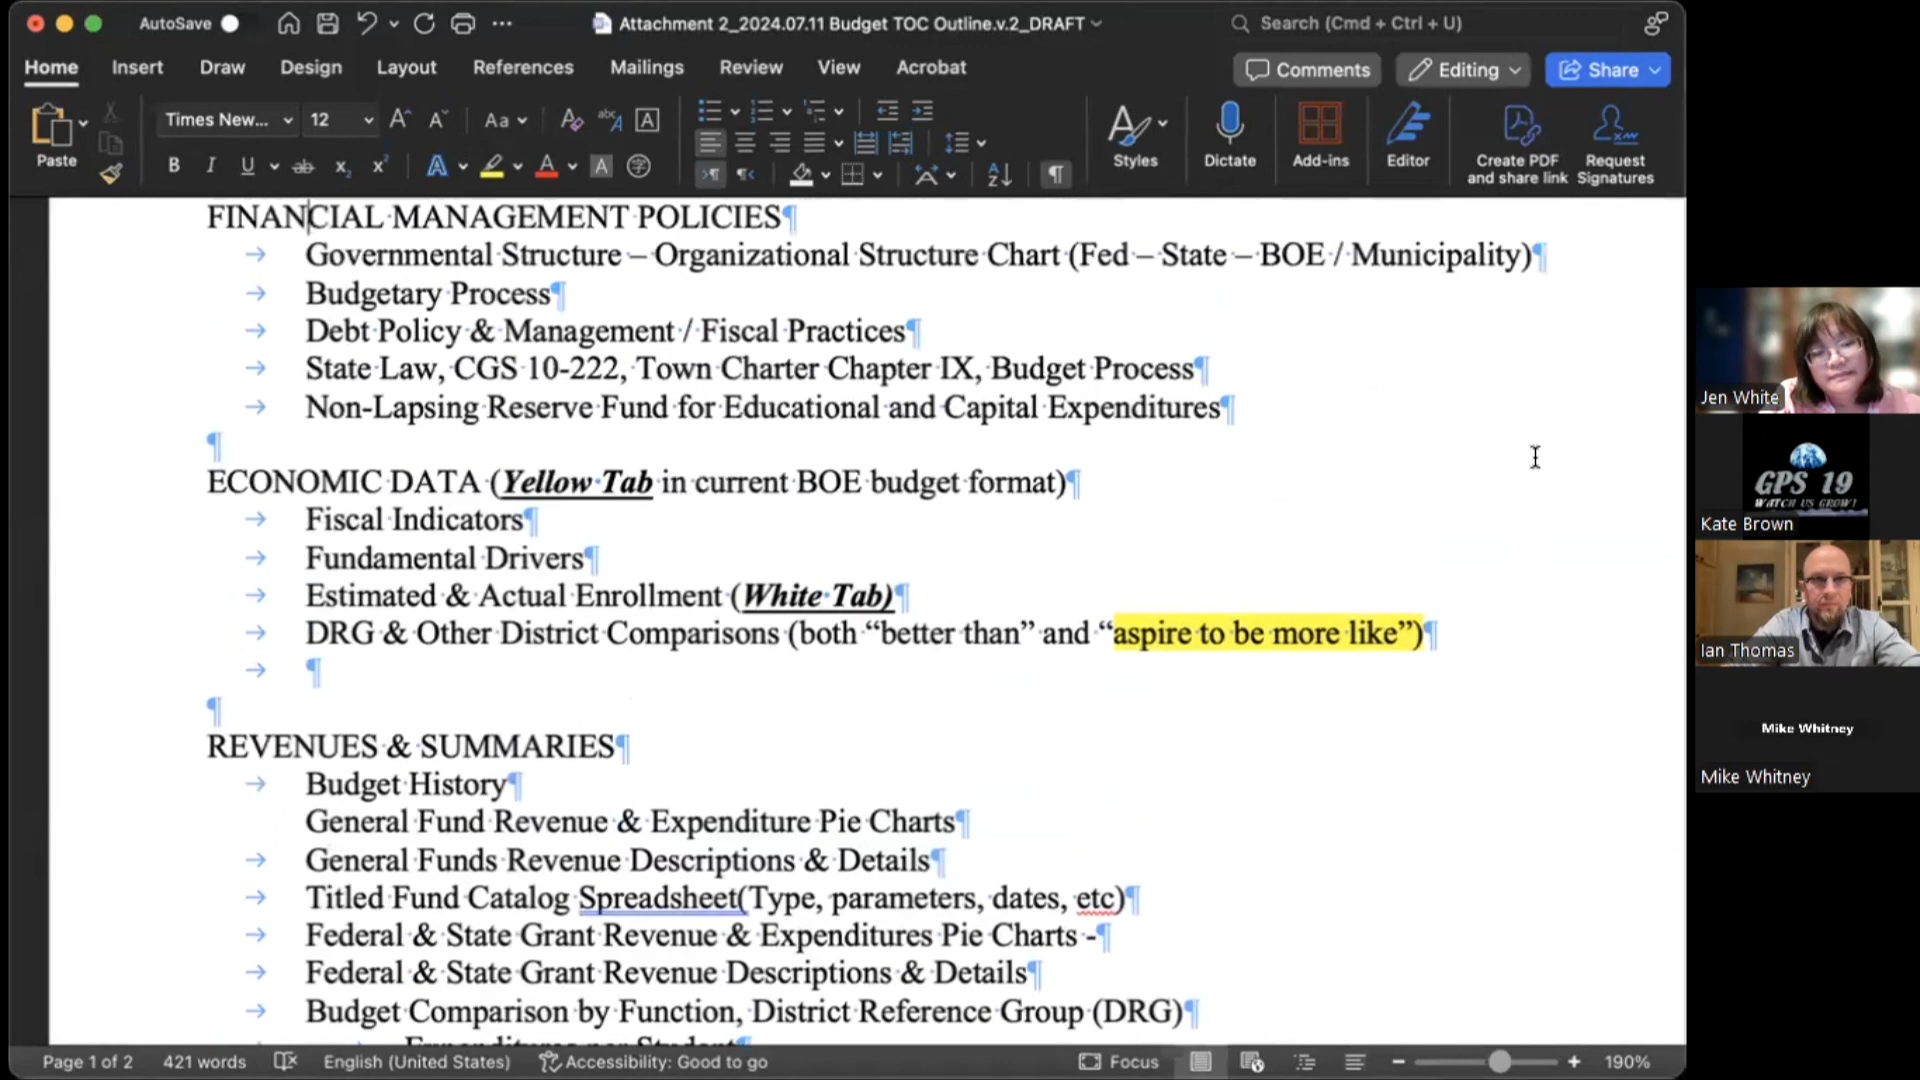 AutoSave
Attachment 2_2024.07.11 Budget TOC Outline.v.2_DRAFT
Search (Cmd + Ctrl + U)
Home Insert Draw Design Layout References Mailings Review View Acrobat
Comments Editing Share
Paste
Times New... 12
Aa
Styles
Dictate
Add-ins
Editor
Create PDF
and share link
Request
Signatures
FINANCIAL MANAGEMENT POLICIES¶
→ Governmental Structure – Organizational Structure Chart (Fed – State – BOE / Municipality)¶
→ Budgetary Process¶
→ Debt Policy & Management / Fiscal Practices¶
→ State Law, CGS 10-222, Town Charter Chapter IX, Budget Process¶
→ Non-Lapsing Reserve Fund for Educational and Capital Expenditures¶
¶
ECONOMIC DATA (Yellow Tab in current BOE budget format)¶
→ Fiscal Indicators¶
→ Fundamental Drivers¶
→ Estimated & Actual Enrollment (White Tab)¶
→ DRG & Other District Comparisons (both “better than” and “aspire to be more like”)¶
→ ¶
¶
REVENUES & SUMMARIES¶
→ Budget History¶
General Fund Revenue & Expenditure Pie Charts¶
→ General Funds Revenue Descriptions & Details¶
→ Titled Fund Catalog Spreadsheet(Type, parameters, dates, etc)¶
→ Federal & State Grant Revenue & Expenditures Pie Charts -¶
→ Federal & State Grant Revenue Descriptions & Details¶
→ Budget Comparison by Function, District Reference Group (DRG)¶
Expenditures per Student¶
Page 1 of 2 421 words English (United States) Accessibility: Good to go Focus 190%
Jen White
GPS 19
WATCH US GROW!
Kate Brown
Ian Thomas
Mike Whitney
Mike Whitney